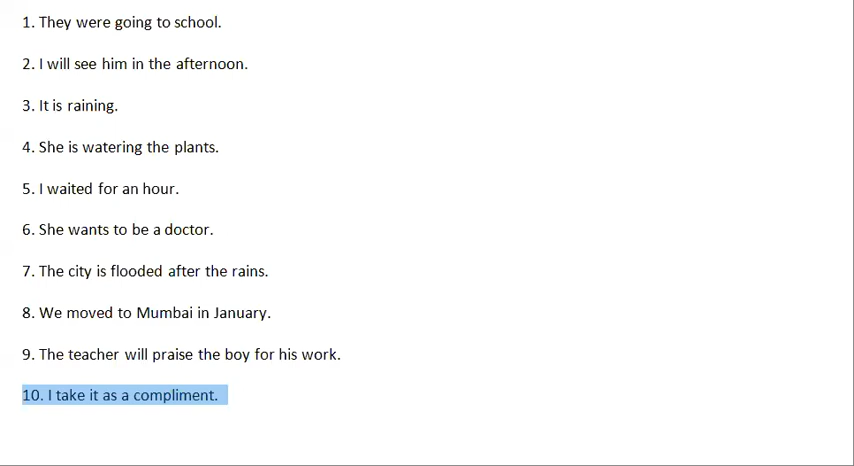 1. They were going to school.
2. I will see him in the afternoon.
3. It is raining.
4. She is watering the plants.
5. I waited for an hour.
6. She wants to be a doctor.
7. The city is flooded after the rains.
8. We moved to Mumbai in January.
9. The teacher will praise the boy for his work.
10. I take it as a compliment.